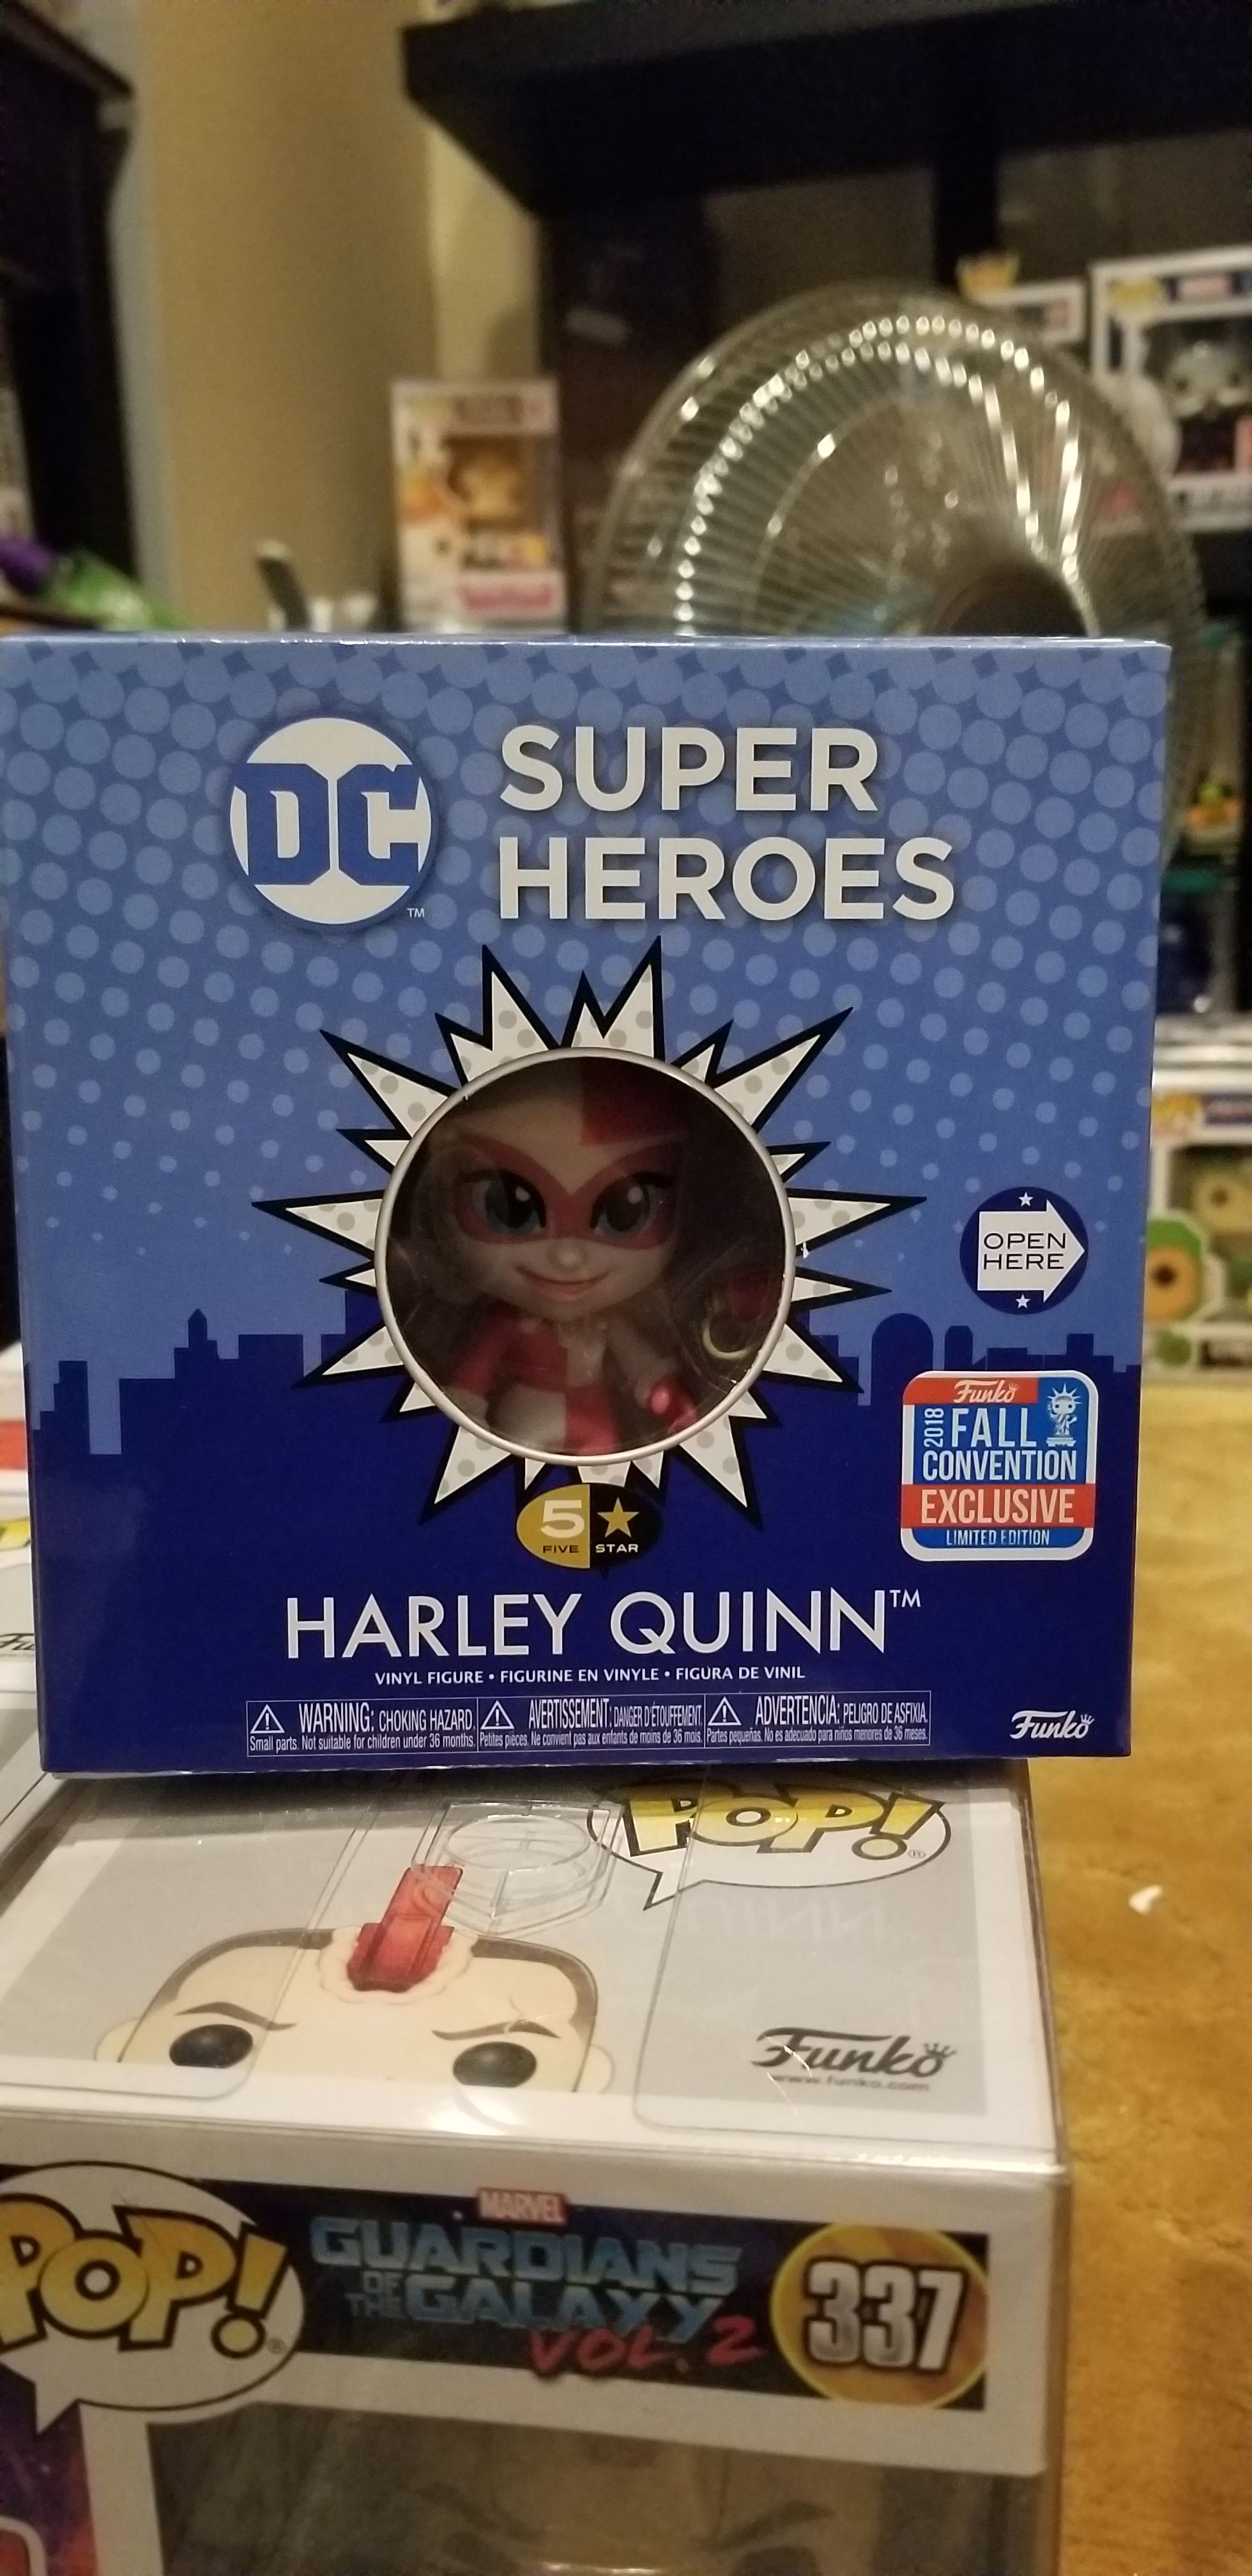 DC
TM
SUPER
HEROES
OPEN
HERE
Funko
2018
FALL
CONVENTION
EXCLUSIVE
LIMITED EDITION
5
FIVE STAR
HARLEY QUINN™
VINYL FIGURE • FIGURINE EN VINYLE • FIGURA DE VINIL
WARNING: CHOKING HAZARD.
Small parts. Not suitable for children under 36 months.
AVERTISSEMENT: DANGER D'ÉTOUFFEMENT.
Petites pièces. Ne convient pas aux enfants de moins de 36 mois.
ADVERTENCIA: PELIGRO DE ASFIXIA.
Partes pequeñas. No es adecuado para niños menores de 36 meses.
Funko
POP!®
Funko
www.funko.com
POP!®
MARVEL
GUARDIANS
OF THE GALAXY
VOL. 2
337